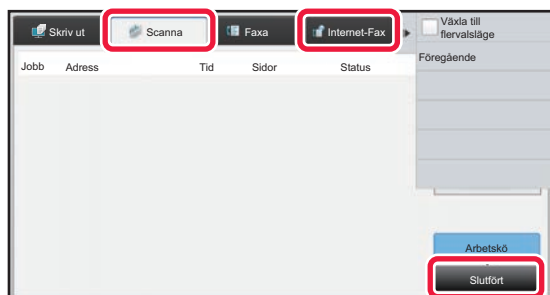 Skriv ut Scanna Faxa Internet-Fax
Växla till
flervalsläge
Föregående
Jobb Adress Tid Sidor Status
Arbetskö
Slutfört